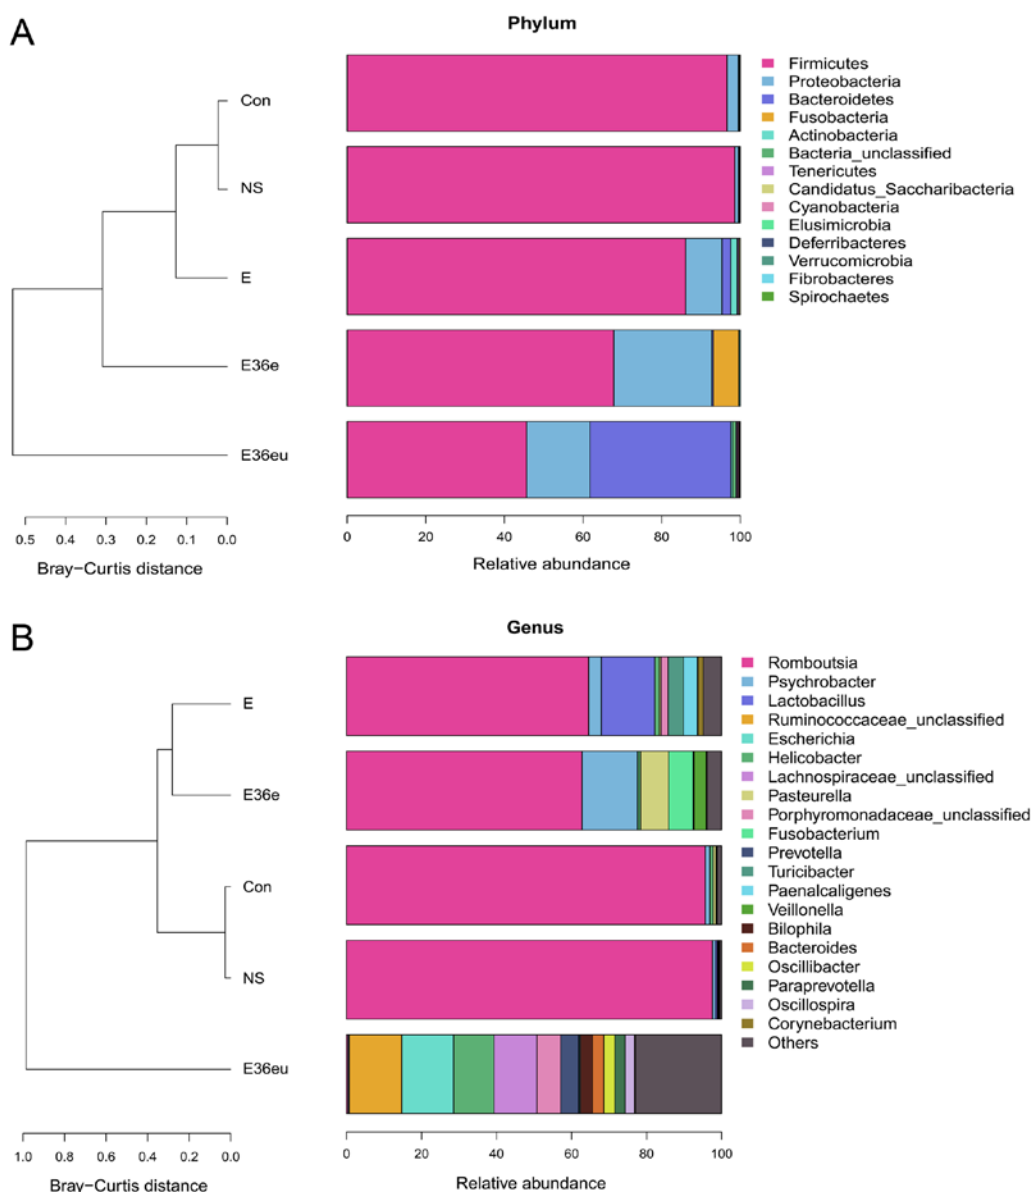 A
Phylum
Con
NS
E
E36e
E36eu
0.5 0.4 0.3 0.2 0.1 0.0
Bray−Curtis distance
0 20 40 60 80 100
Relative abundance
Firmicutes
Proteobacteria
Bacteroidetes
Fusobacteria
Actinobacteria
Bacteria_unclassified
Tenericutes
Candidatus_Saccharibacteria
Cyanobacteria
Elusimicrobia
Deferribacteres
Verrucomicrobia
Fibrobacteres
Spirochaetes
B
Genus
E
E36e
Con
NS
E36eu
1.0 0.8 0.6 0.4 0.2 0.0
Bray−Curtis distance
0 20 40 60 80 100
Relative abundance
Romboutsia
Psychrobacter
Lactobacillus
Ruminococcaceae_unclassified
Escherichia
Helicobacter
Lachnospiraceae_unclassified
Pasteurella
Porphyromonadaceae_unclassified
Fusobacterium
Prevotella
Turicibacter
Paenalcaligenes
Veillonella
Bilophila
Bacteroides
Oscillibacter
Paraprevotella
Oscillospira
Corynebacterium
Others